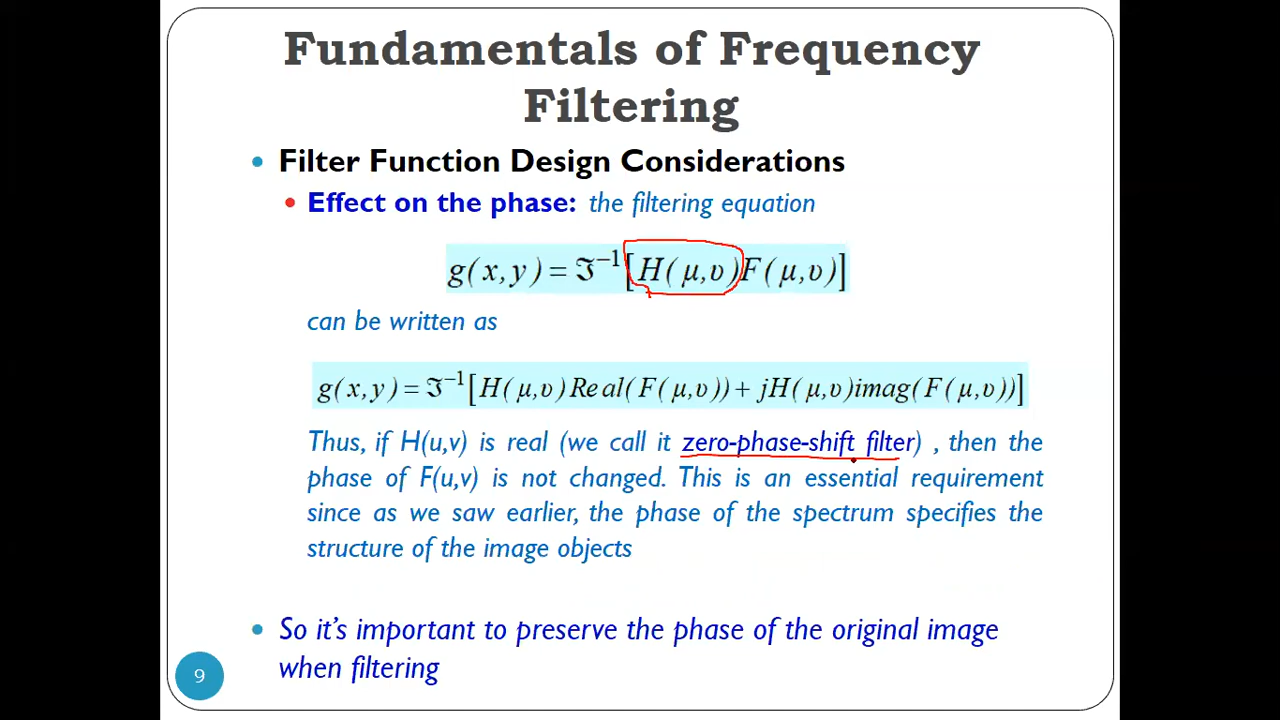 Fundamentals of Frequency
Filtering
• Filter Function Design Considerations
• Effect on the phase: the filtering equation
g(x,y) = ℑ⁻¹[H(μ,υ)F(μ,υ)]
can be written as
g(x,y) = ℑ⁻¹[H(μ,υ)Real(F(μ,υ)) + jH(μ,υ)imag(F(μ,υ))]
Thus, if H(u,v) is real (we call it zero-phase-shift filter) , then the
phase of F(u,v) is not changed. This is an essential requirement
since as we saw earlier, the phase of the spectrum specifies the
structure of the image objects
• So it's important to preserve the phase of the original image
when filtering
9